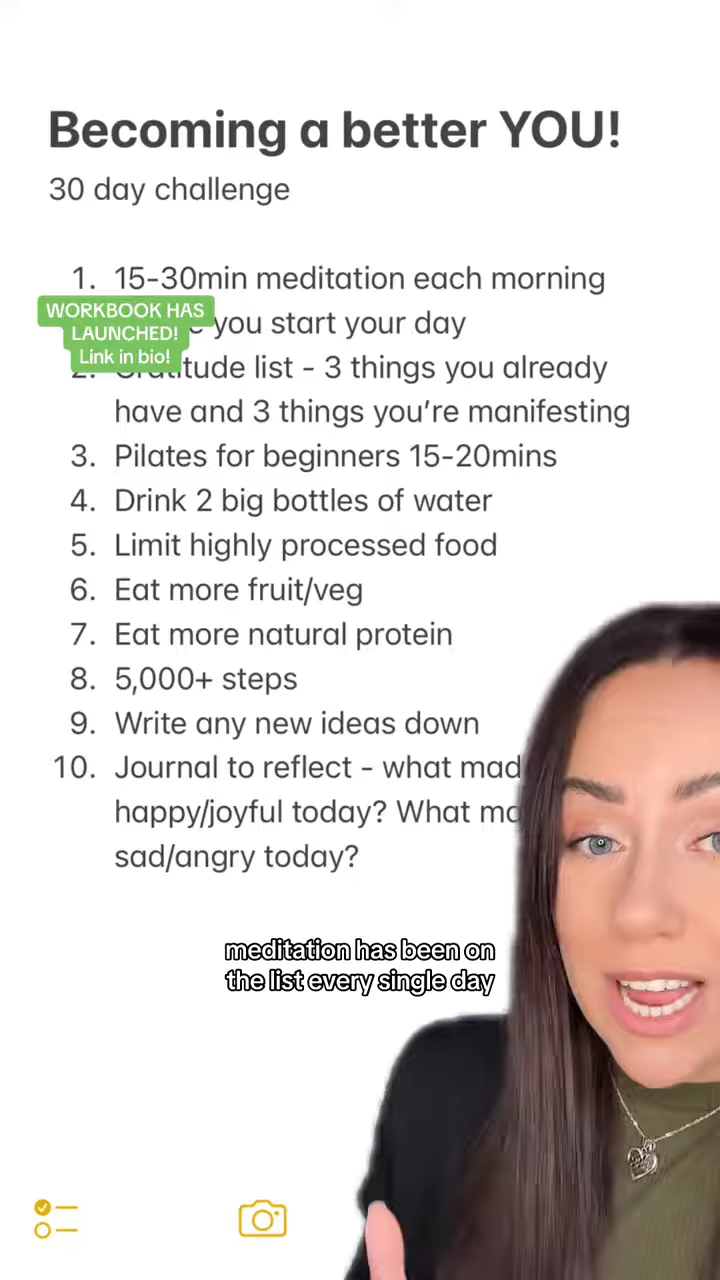 Becoming a better YOU!
30 day challenge
1. 15-30min meditation each morning
WORKBOOK HAS
LAUNCHED!
Link in bio!
you start your day
2. Gratitude list - 3 things you already
have and 3 things you're manifesting
3. Pilates for beginners 15-20mins
4. Drink 2 big bottles of water
5. Limit highly processed food
6. Eat more fruit/veg
7. Eat more natural protein
8. 5,000+ steps
9. Write any new ideas down
10. Journal to reflect - what
happy/joyful today? What
sad/angry today?
meditation has been on
the list every single day